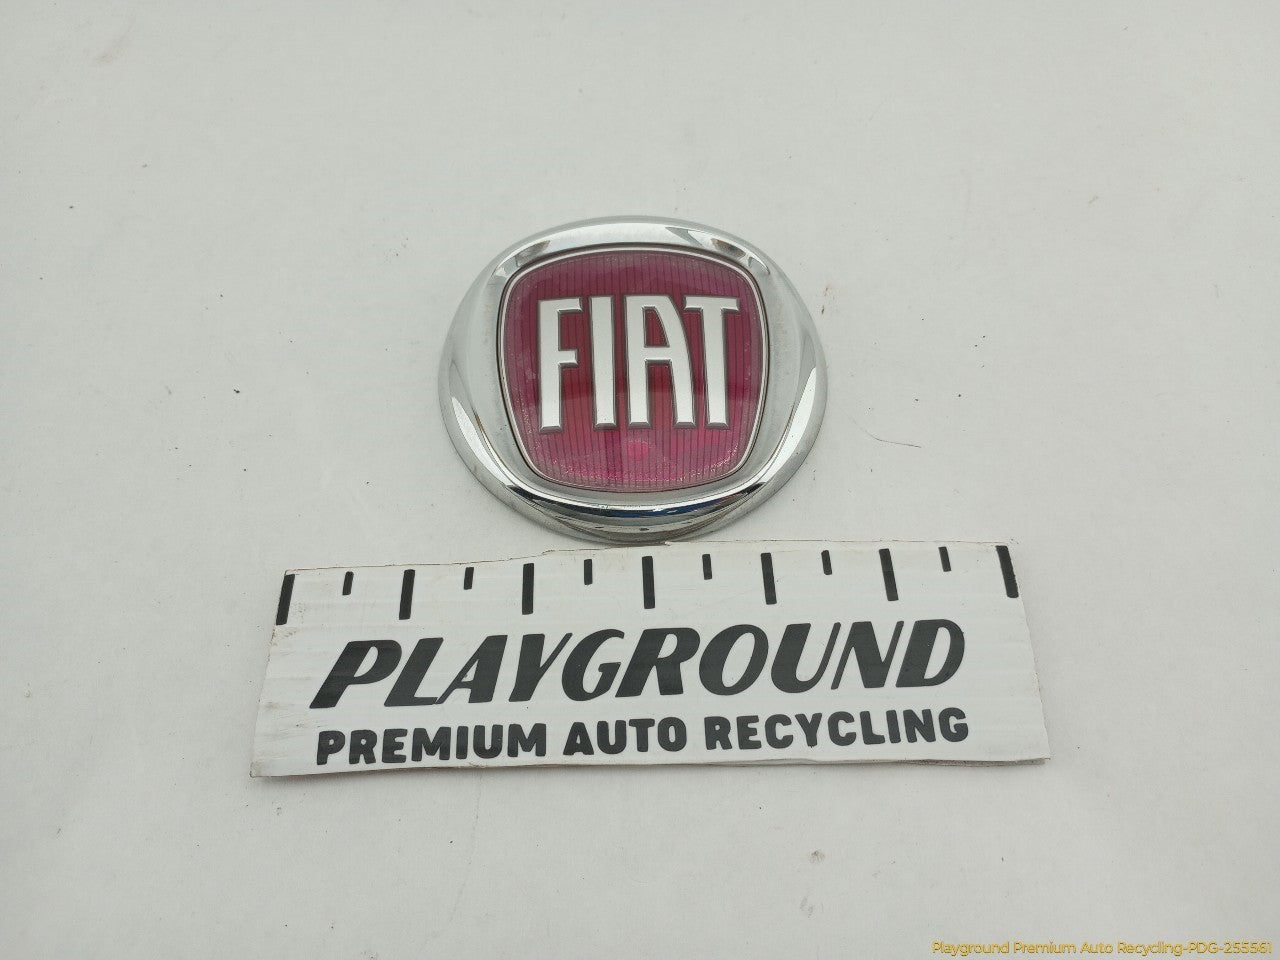 FIAT
PLAYGROUND
PREMIUM AUTO RECYCLING
Playground Premium Auto Recycling-PDG-255561